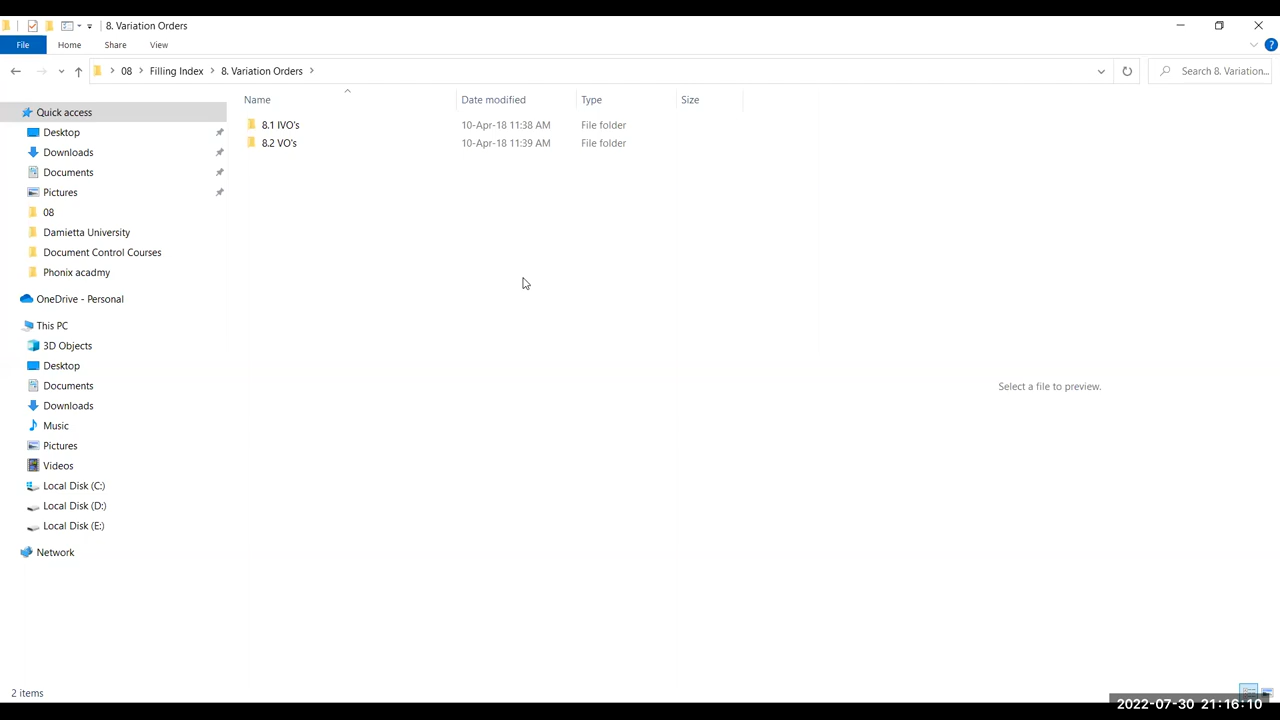 8. Variation Orders
File Home Share View
08 Filling Index 8. Variation Orders Search 8. Variation...
Name Date modified Type Size
8.1 IVO's 10-Apr-18 11:38 AM File folder
8.2 VO's 10-Apr-18 11:39 AM File folder
Quick access
Desktop
Downloads
Documents
Pictures
08
Damietta University
Document Control Courses
Phonix acadmy
OneDrive - Personal
This PC
3D Objects
Desktop
Documents
Downloads
Music
Pictures
Videos
Local Disk (C:)
Local Disk (D:)
Local Disk (E:)
Network
Select a file to preview.
2 items
2022-07-30 21:16:10